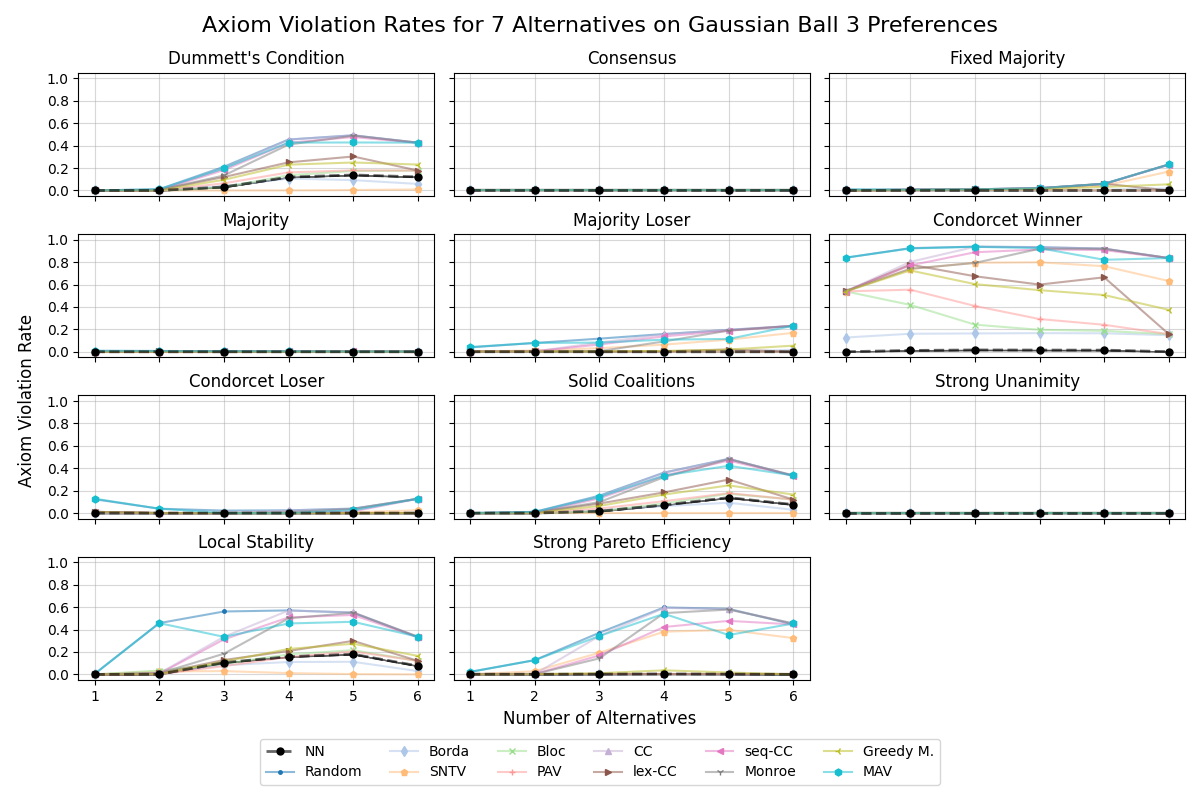 Axiom Violation Rates for 7 Alternatives on Gaussian Ball 3 Preferences
Dummett's Condition
Consensus
Fixed Majority
1.0
0.8
0.6
0.4
0.2
0.0
Majority
Majority Loser
Condorcet Winner
1.0
0.8
0.6
0.4
0.2
0.0
Axiom Violation Rate
Condorcet Loser
Solid Coalitions
Strong Unanimity
1.0
0.8
0.6
0.4
0.2
0.0
Local Stability
Strong Pareto Efficiency
1.0
0.8
0.6
0.4
0.2
0.0
1 2 3 4 5 6
1 2 3 4 5 6
Number of Alternatives
NN Borda Bloc CC seq-CC Greedy M.
Random SNTV PAV lex-CC Monroe MAV